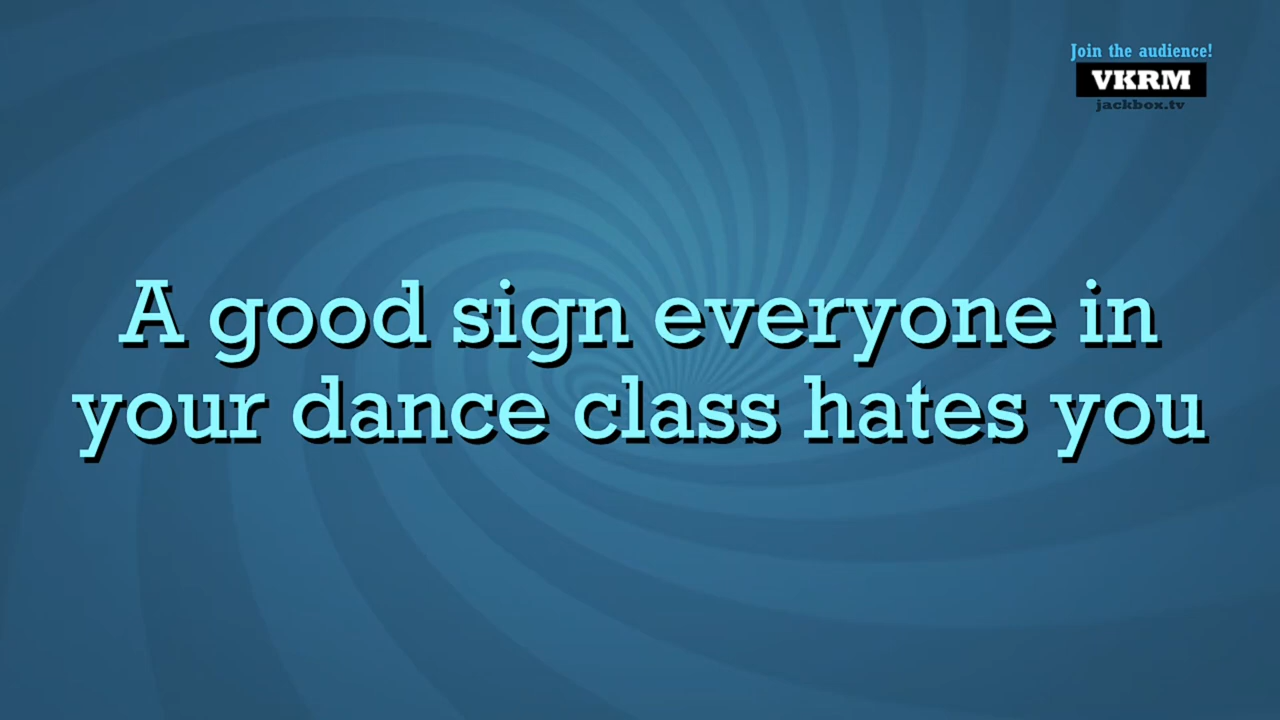 Join the audience!
VKRM
jackbox.tv
A good sign everyone in
your dance class hates you